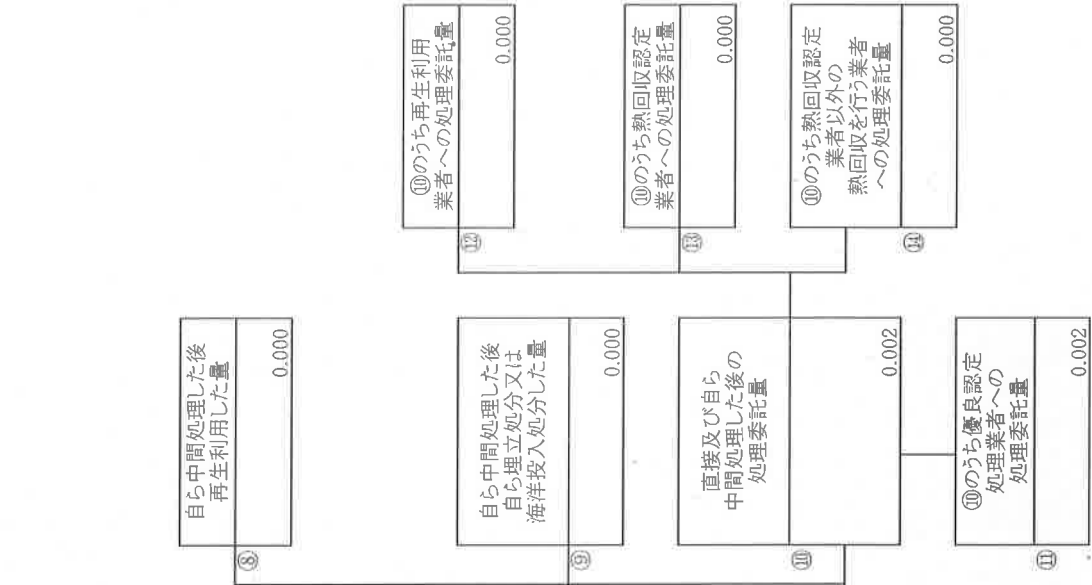 ⑧
自ら中間処理した後
再生利用した量
0.000
⑨
自ら中間処理した後
自ら埋立処分又は
海洋投入処分した量
0.000
⑩
直接及び自ら
中間処理した後の
処理委託量
0.002
⑪
⑩のうち優良認定
処理業者への
処理委託量
0.002
⑫
⑩のうち再生利用
業者への処理委託量
0.000
⑬
⑩のうち熱回収認定
業者への処理委託量
0.000
⑭
⑩のうち熱回収認定
業者以外の
熱回収を行う業者
への処理委託量
0.000